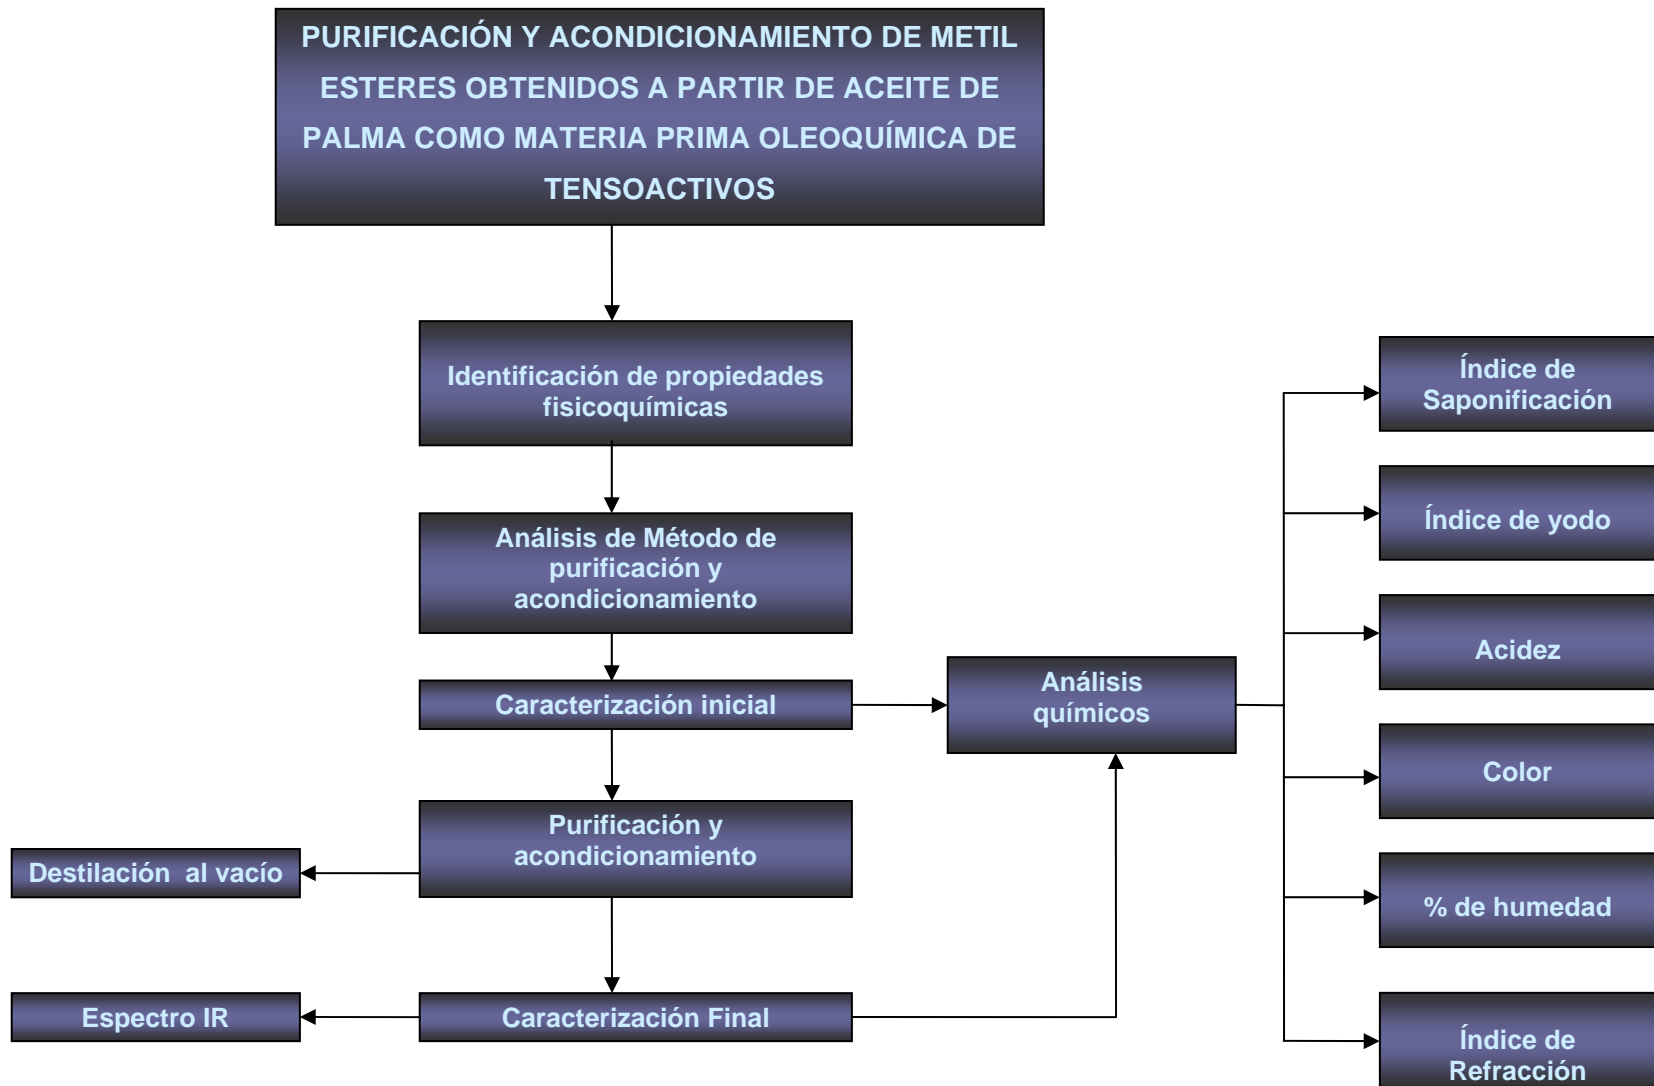 PURIFICACIÓN Y ACONDICIONAMIENTO DE METIL
ESTERES OBTENIDOS A PARTIR DE ACEITE DE
PALMA COMO MATERIA PRIMA OLEOQUÍMICA DE
TENSOACTIVOS
Identificación de propiedades
fisicoquímicas
Análisis de Método de
purificación y
acondicionamiento
Caracterización inicial
Análisis
químicos
Purificación y
acondicionamiento
Destilación al vacío
Espectro IR
Caracterización Final
Índice de
Saponificación
Índice de yodo
Acidez
Color
% de humedad
Índice de
Refracción